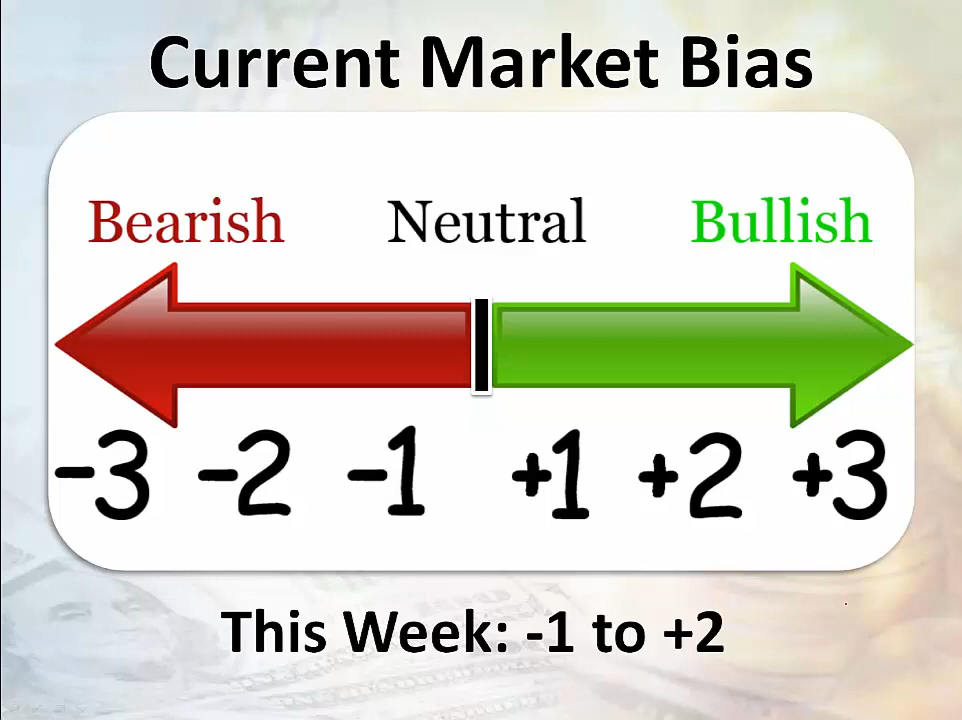 Current Market Bias
Bearish Neutral Bullish
-3 -2 -1 +1 +2 +3
This Week: -1 to +2